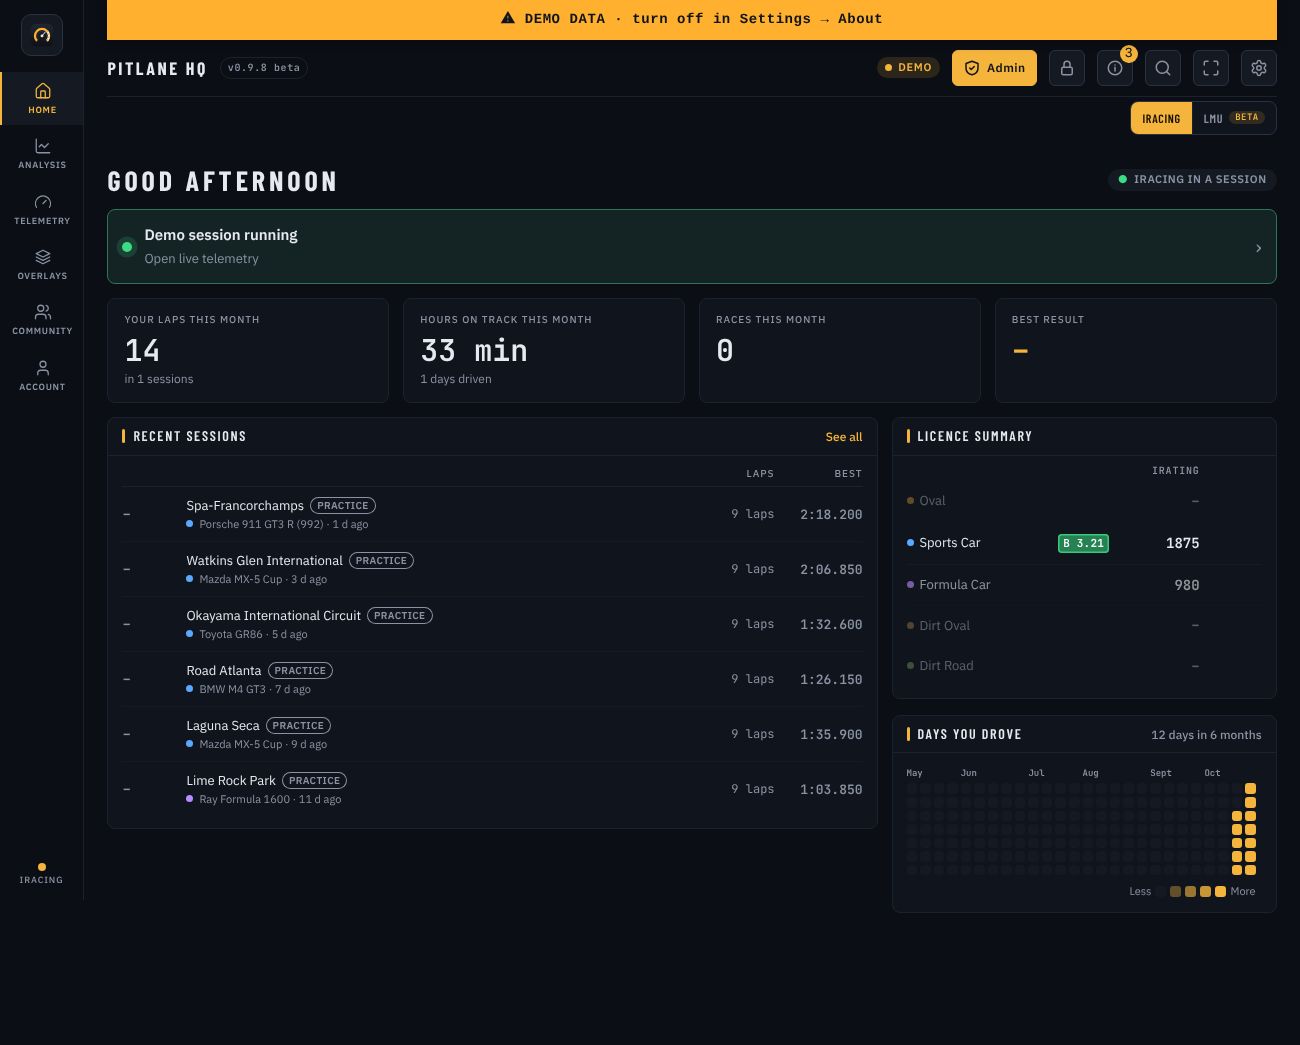 ⚠ DEMO DATA · turn off in Settings → About
PITLANE HQ v0.9.8 beta
DEMO Admin 3
IRACING LMU BETA
HOME
ANALYSIS
TELEMETRY
OVERLAYS
COMMUNITY
ACCOUNT
IRACING
GOOD AFTERNOON
IRACING IN A SESSION
Demo session running
Open live telemetry
YOUR LAPS THIS MONTH
14
in 1 sessions
HOURS ON TRACK THIS MONTH
33 min
1 days driven
RACES THIS MONTH
0
BEST RESULT
–
RECENT SESSIONS See all
LAPS BEST
– Spa-Francorchamps PRACTICE 9 laps 2:18.200
Porsche 911 GT3 R (992) · 1 d ago
– Watkins Glen International PRACTICE 9 laps 2:06.850
Mazda MX-5 Cup · 3 d ago
– Okayama International Circuit PRACTICE 9 laps 1:32.600
Toyota GR86 · 5 d ago
– Road Atlanta PRACTICE 9 laps 1:26.150
BMW M4 GT3 · 7 d ago
– Laguna Seca PRACTICE 9 laps 1:35.900
Mazda MX-5 Cup · 9 d ago
– Lime Rock Park PRACTICE 9 laps 1:03.850
Ray Formula 1600 · 11 d ago
LICENCE SUMMARY
IRATING
Oval –
Sports Car B 3.21 1875
Formula Car 980
Dirt Oval –
Dirt Road –
DAYS YOU DROVE 12 days in 6 months
May Jun Jul Aug Sept Oct
Less More